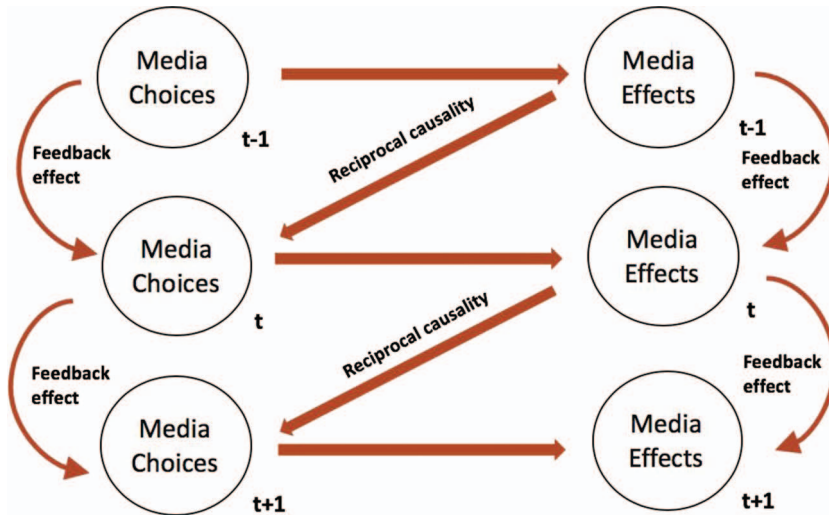 Media
Choices
t-1
Media
Effects
t-1
Feedback
effect
Reciprocal causality
Feedback
effect
Media
Choices
t
Media
Effects
t
Feedback
effect
Reciprocal causality
Feedback
effect
Media
Choices
t+1
Media
Effects
t+1